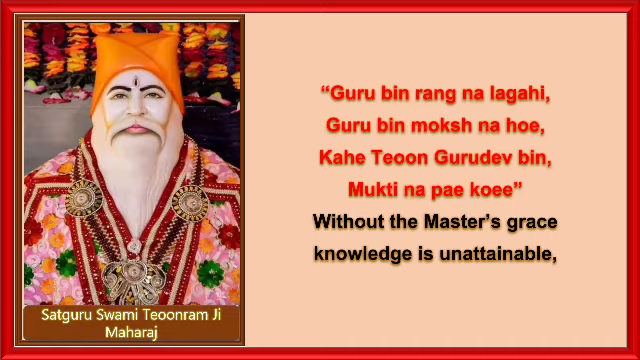 “Guru bin rang na lagahi,
Guru bin moksh na hoe,
Kahe Teoon Gurudev bin,
Mukti na pae koee”
Without the Master’s grace
knowledge is unattainable,
Satguru Swami Teoonram Ji
Maharaj